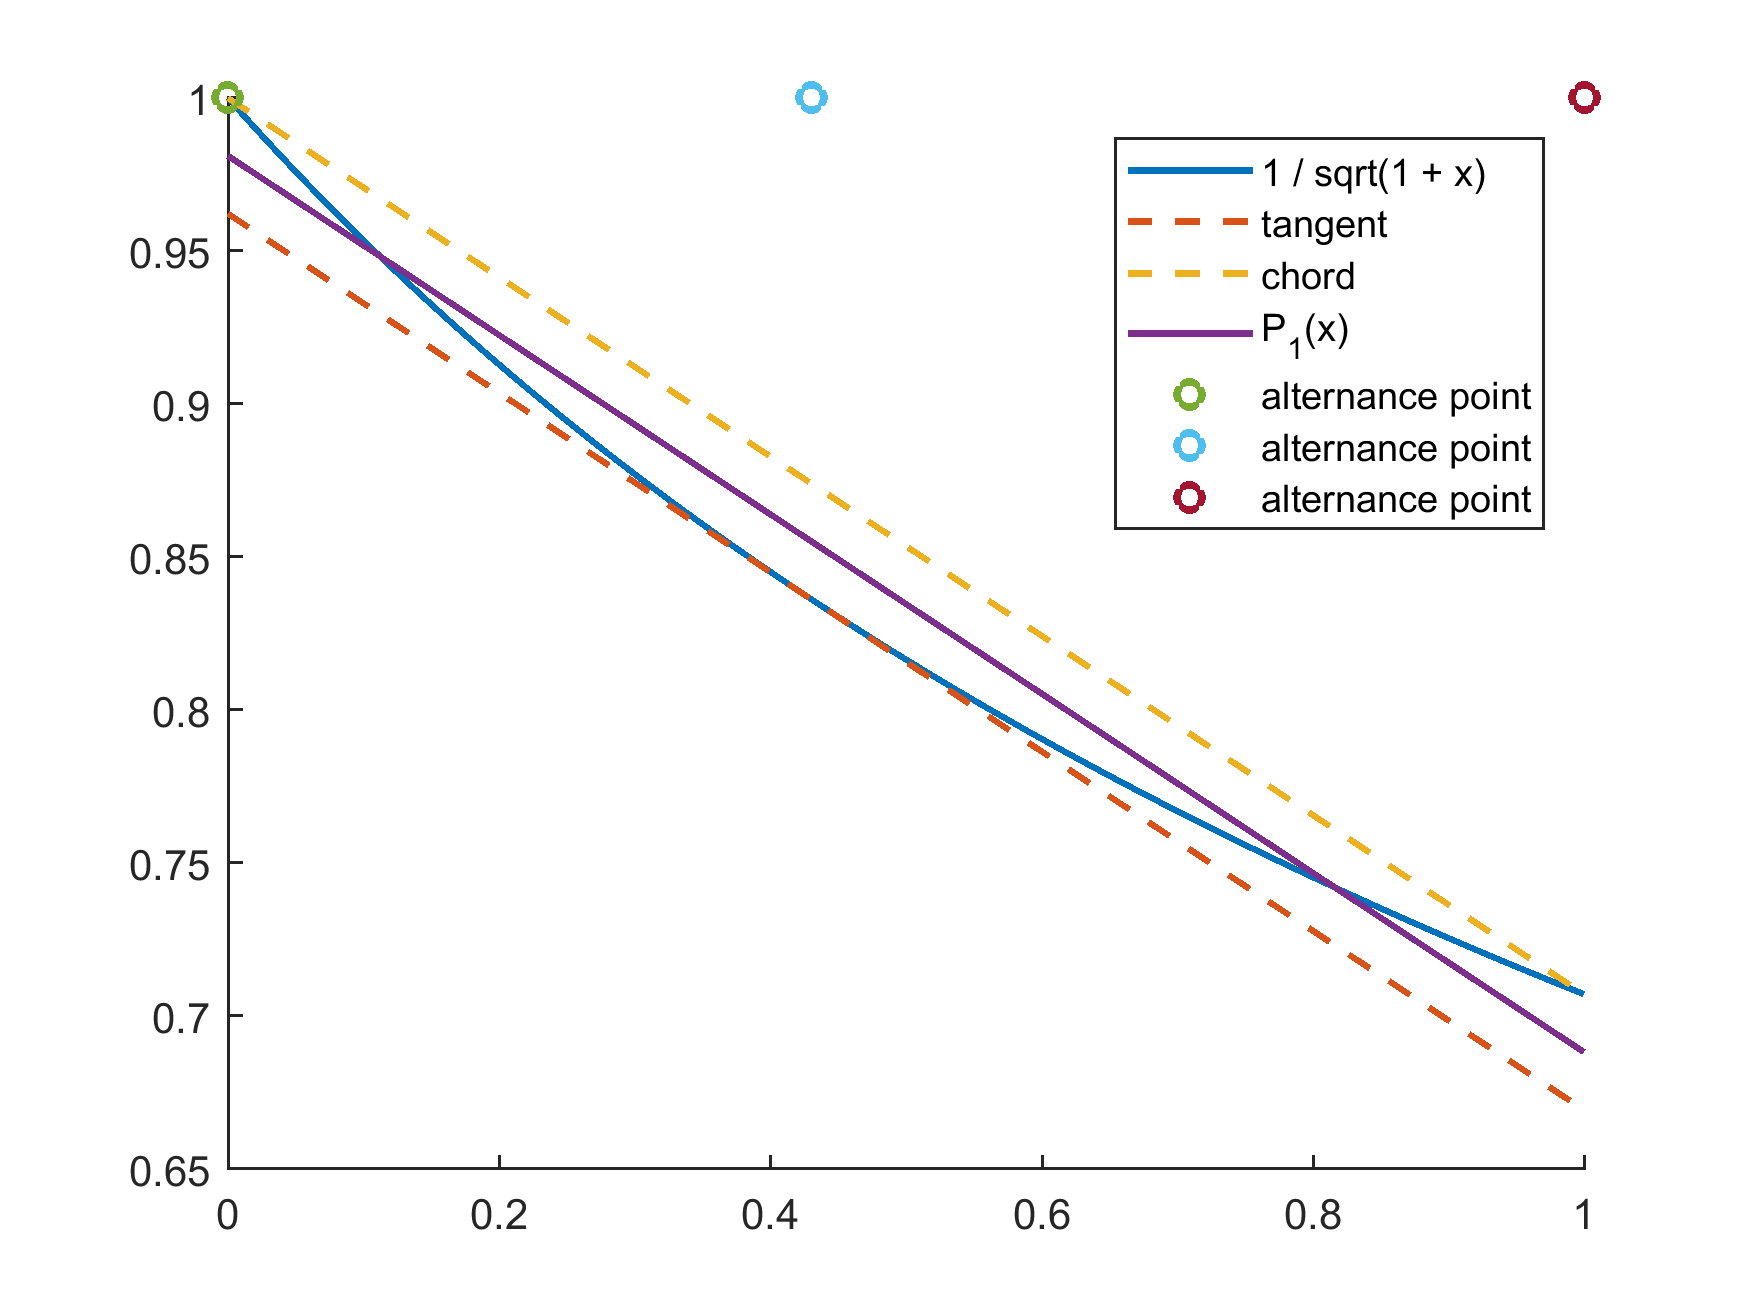 1
0.95
0.9
0.85
0.8
0.75
0.7
0.65
0 0.2 0.4 0.6 0.8 1
1 / sqrt(1 + x)
tangent
chord
P_1(x)
alternance point
alternance point
alternance point